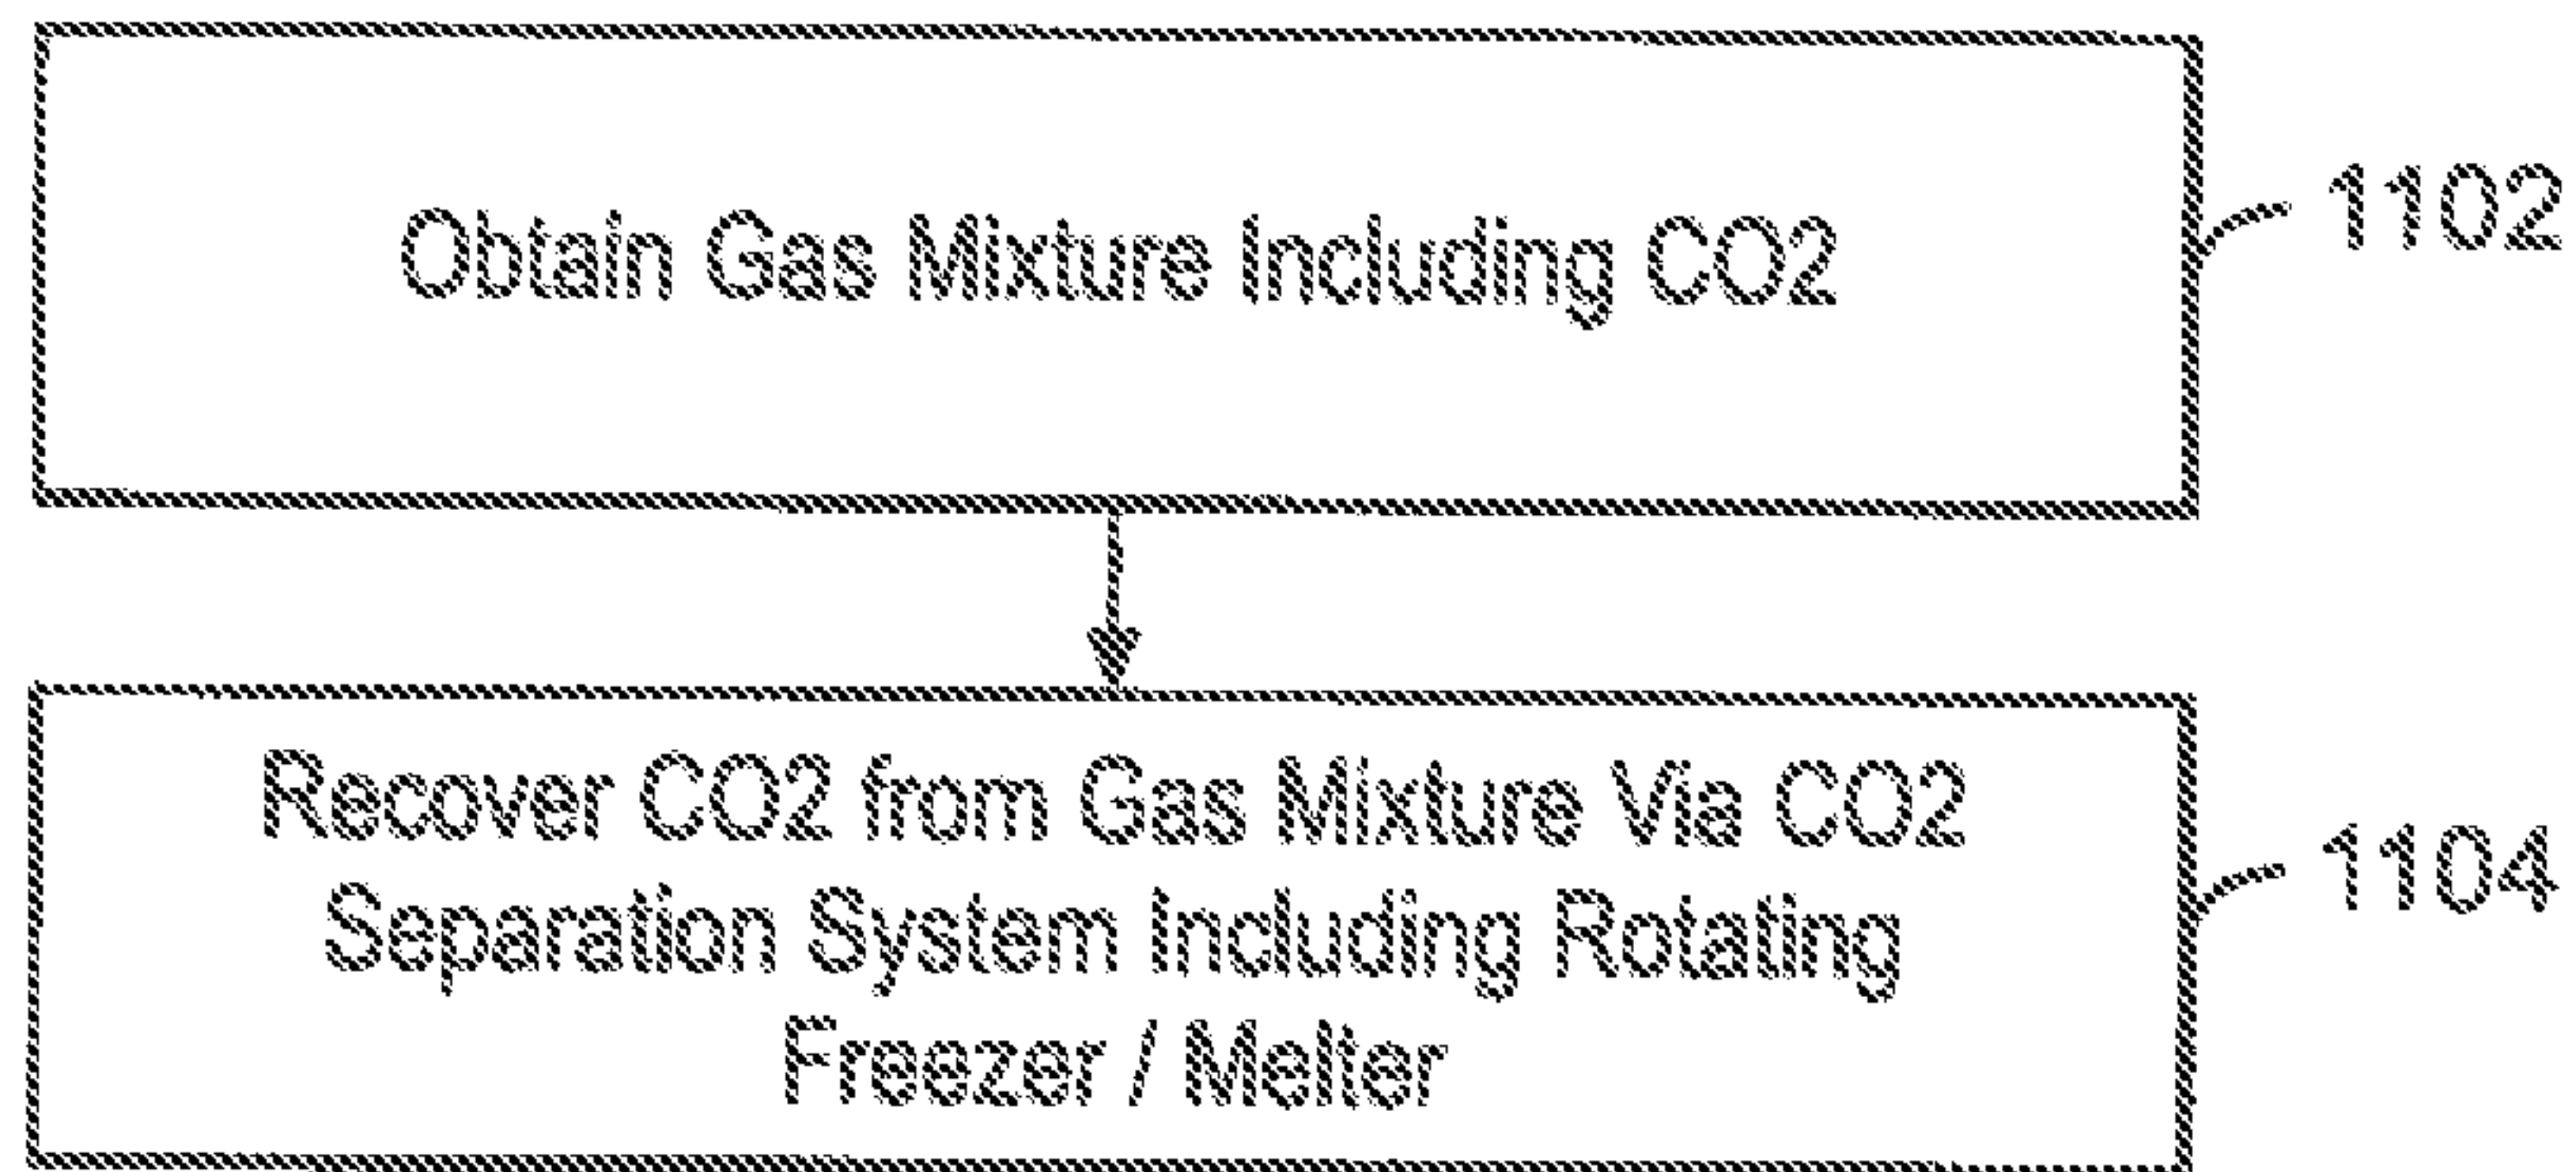 Obtain Gas Mixture Including CO2
1102
Recover CO2 from Gas Mixture Via CO2
Separation System Including Rotating
Freezer / Melter
1104